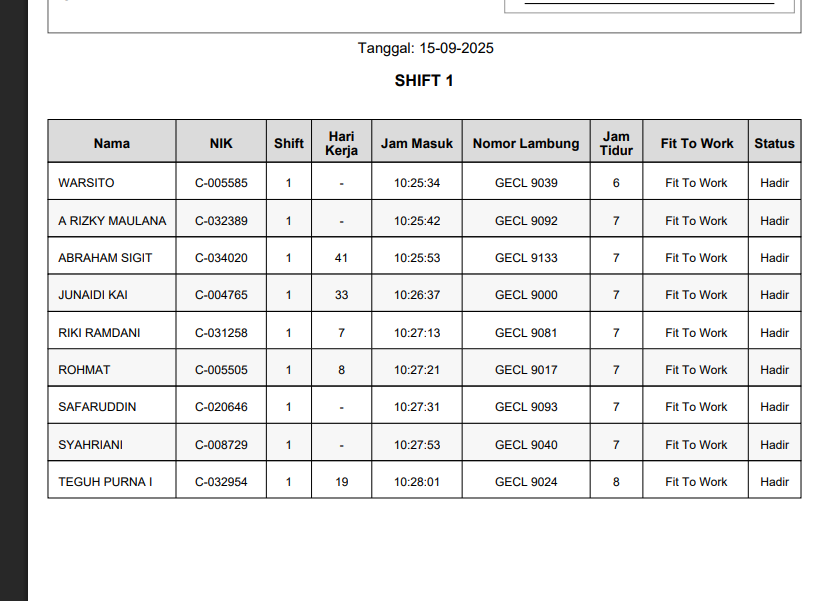 Tanggal: 15-09-2025
SHIFT 1
Nama NIK Shift Hari Kerja Jam Masuk Nomor Lambung Jam Tidur Fit To Work Status
WARSITO C-005585 1 - 10:25:34 GECL 9039 6 Fit To Work Hadir
A RIZKY MAULANA C-032389 1 - 10:25:42 GECL 9092 7 Fit To Work Hadir
ABRAHAM SIGIT C-034020 1 41 10:25:53 GECL 9133 7 Fit To Work Hadir
JUNAIDI KAI C-004765 1 33 10:26:37 GECL 9000 7 Fit To Work Hadir
RIKI RAMDANI C-031258 1 7 10:27:13 GECL 9081 7 Fit To Work Hadir
ROHMAT C-005505 1 8 10:27:21 GECL 9017 7 Fit To Work Hadir
SAFARUDDIN C-020646 1 - 10:27:31 GECL 9093 7 Fit To Work Hadir
SYAHRIANI C-008729 1 - 10:27:53 GECL 9040 7 Fit To Work Hadir
TEGUH PURNA I C-032954 1 19 10:28:01 GECL 9024 8 Fit To Work Hadir